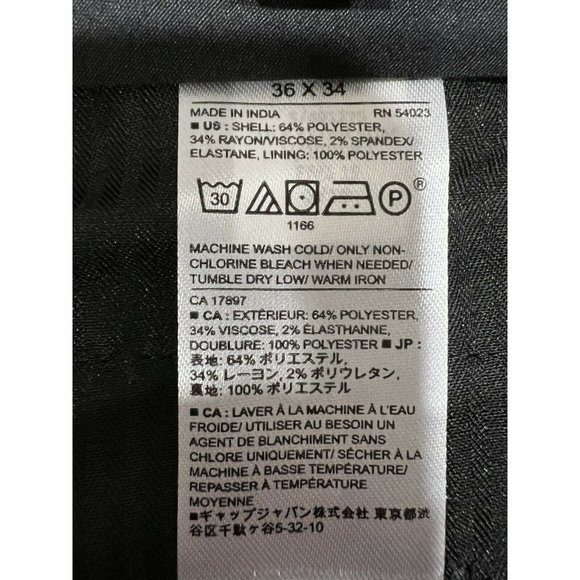 36 X 34
MADE IN INDIA RN 54023
■ US : SHELL: 64% POLYESTER,
34% RAYON/VISCOSE, 2% SPANDEX/
ELASTANE, LINING: 100% POLYESTER
30 P ®
1166
MACHINE WASH COLD/ ONLY NON-
CHLORINE BLEACH WHEN NEEDED/
TUMBLE DRY LOW/ WARM IRON
CA 17897
■ CA : EXTÉRIEUR: 64% POLYESTER,
34% VISCOSE, 2% ÉLASTHANNE,
DOUBLURE: 100% POLYESTER ■ JP :
表地: 64% ポリエステル,
34% レーヨン, 2% ポリウレタン,
裏地: 100% ポリエステル
■ CA : LAVER À LA MACHINE À L'EAU
FROIDE/ UTILISER AU BESOIN UN
AGENT DE BLANCHIMENT SANS
CHLORE UNIQUEMENT/ SÉCHER À LA
MACHINE À BASSE TEMPÉRATURE/
REPASSER À TEMPÉRATURE
MOYENNE
■ギャップジャパン株式会社 東京都渋
谷区千駄ケ谷5-32-10